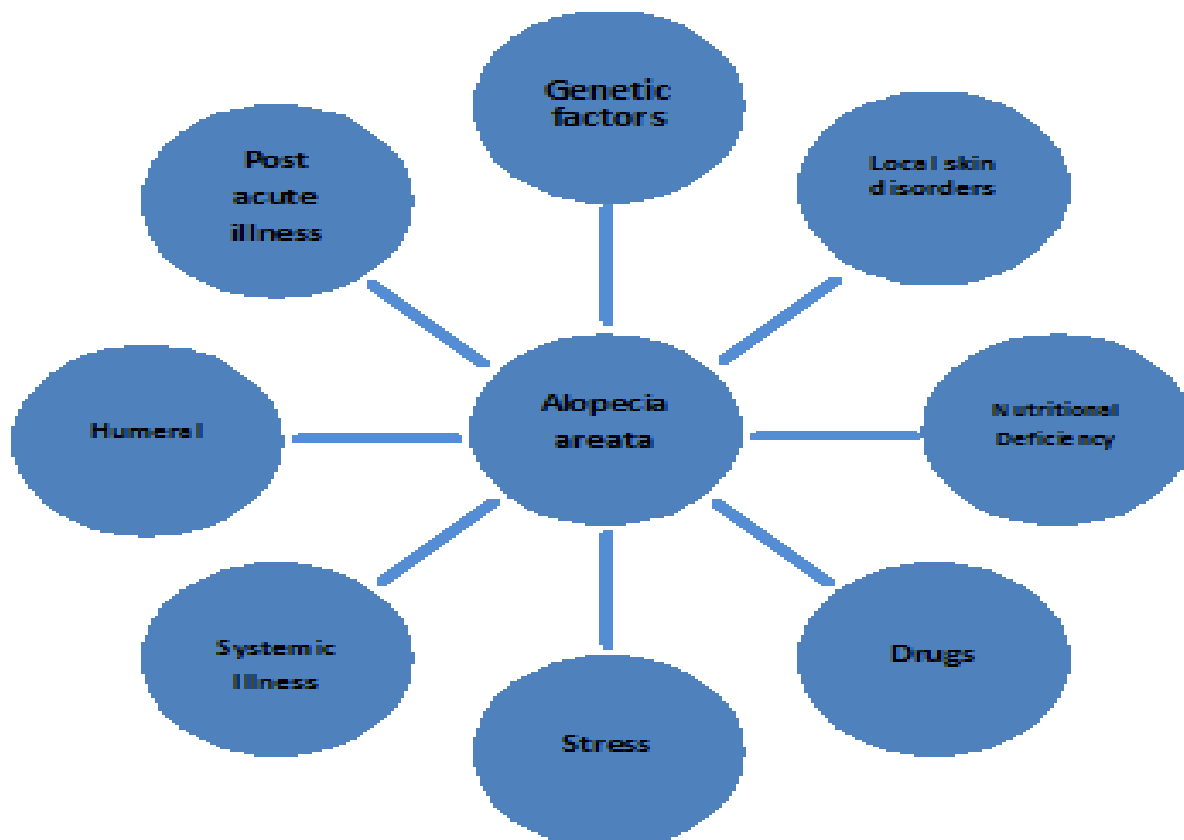 Genetic
factors
Local skin
disorders
Nutritional
Deficiency
Drugs
Stress
Systemic
Illness
Humeral
Post
acute
illness
Alopecia
areata